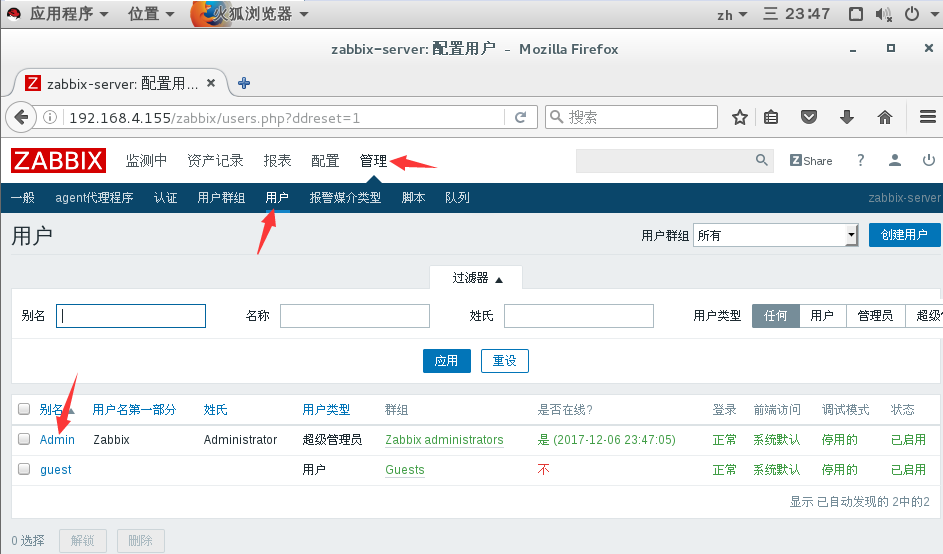 应用程序 位置 火狐浏览器 zh 三 23:47
zabbix-server: 配置用户 - Mozilla Firefox
Z zabbix-server: 配置用...
192.168.4.155/zabbix/users.php?ddreset=1 搜索
ZABBIX 监测中 资产记录 报表 配置 管理 Z Share ?
一般 agent代理程序 认证 用户群组 用户 报警媒介类型 脚本 队列 zabbix-server
用户 用户群组 所有 创建用户
过滤器
别名 名称 姓氏 用户类型 任何 用户 管理员 超级
应用 重设
别名 用户名第一部分 姓氏 用户类型 群组 是否在线? 登录 前端访问 调试模式 状态
Admin Zabbix Administrator 超级管理员 Zabbix administrators 是 (2017-12-06 23:47:05) 正常 系统默认 停用的 已启用
guest 用户 Guests 不 正常 系统默认 停用的 已启用
显示 已自动发现的 2中的2
0 选择 解锁 删除